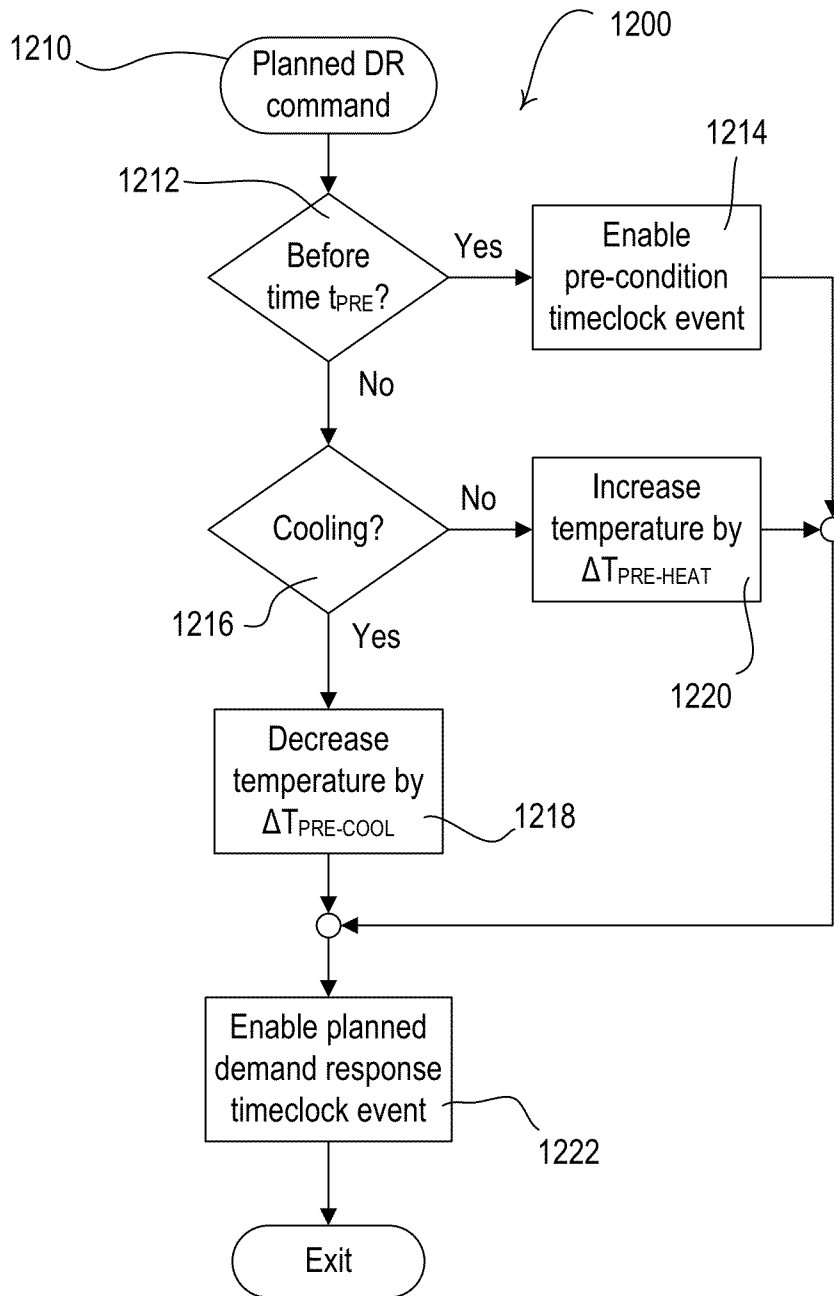 1200
1210
Planned DR
command
1212
1214
Before
time tPRE?
Yes
Enable
pre-condition
timeclock event
No
Cooling?
No
Increase
temperature by
ΔTPRE-HEAT
1216
Yes
1220
Decrease
temperature by
ΔTPRE-COOL
1218
Enable planned
demand response
timeclock event
1222
Exit